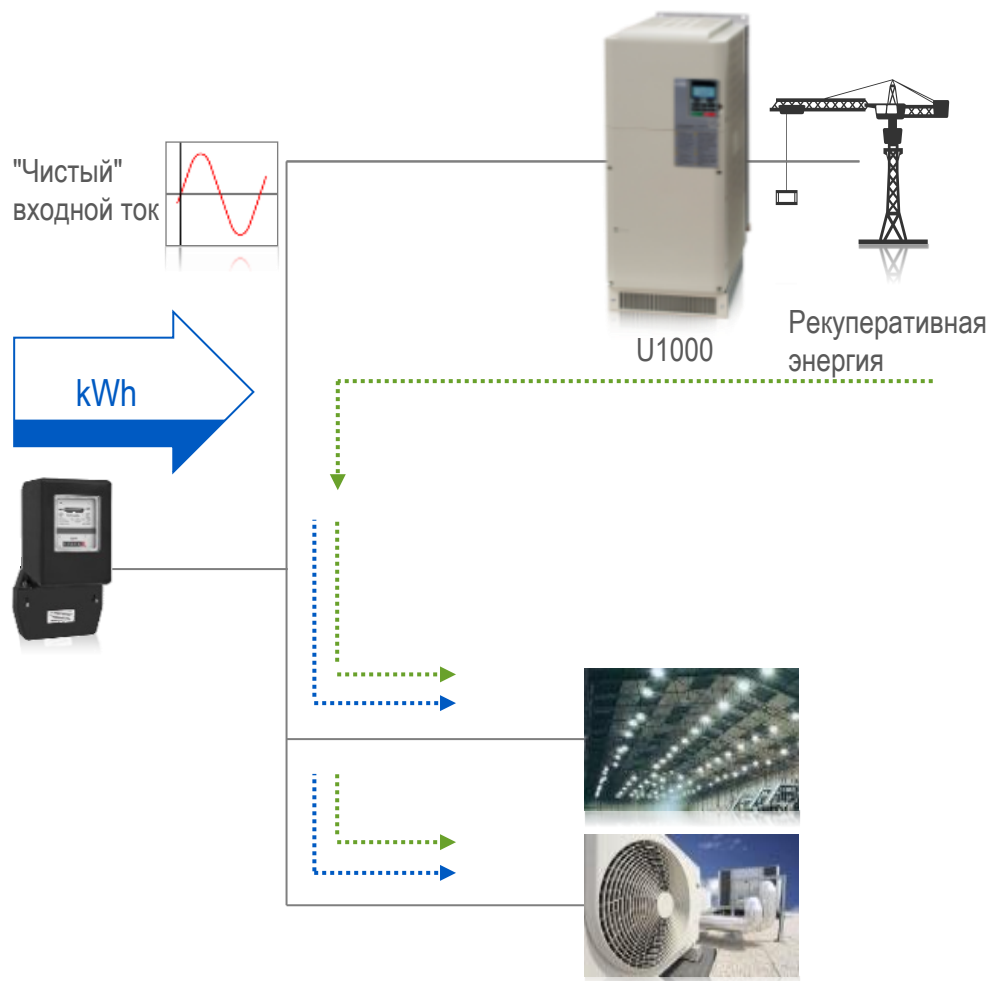 "Чистый"
входной ток
U1000
Рекуперативная
энергия
kWh